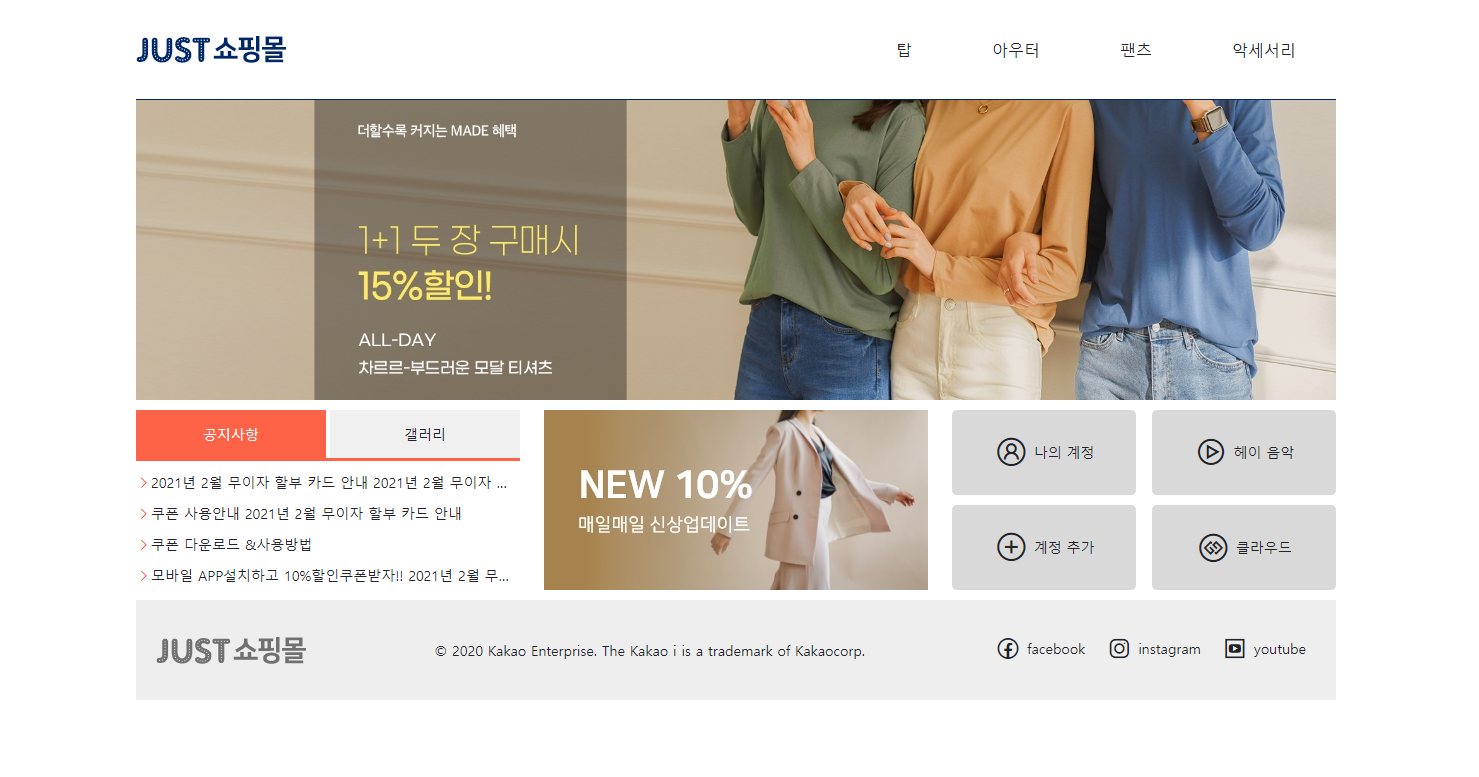 JUST 쇼핑몰
탑 아우터 팬츠 악세서리
더할수록 커지는 MADE 혜택
1+1 두 장 구매시
15%할인!
ALL-DAY
차르르-부드러운 모달 티셔츠
공지사항 갤러리
2021년 2월 무이자 할부 카드 안내 2021년 2월 무이자 ...
쿠폰 사용안내 2021년 2월 무이자 할부 카드 안내
쿠폰 다운로드 &사용방법
모바일 APP설치하고 10%할인쿠폰받자!! 2021년 2월 무...
NEW 10%
매일매일 신상업데이트
나의 계정
헤이 음악
계정 추가
클라우드
JUST 쇼핑몰
© 2020 Kakao Enterprise. The Kakao i is a trademark of Kakaocorp.
facebook instagram youtube